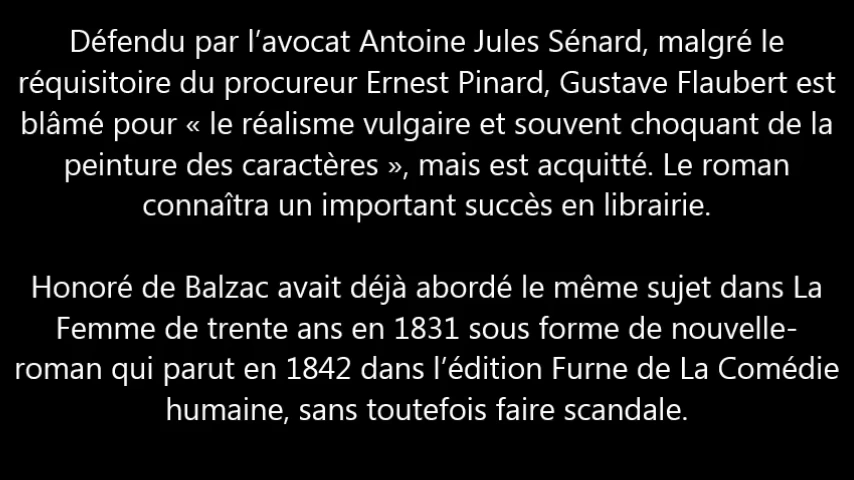 Défendu par l’avocat Antoine Jules Sénard, malgré le
réquisitoire du procureur Ernest Pinard, Gustave Flaubert est
blâmé pour « le réalisme vulgaire et souvent choquant de la
peinture des caractères », mais est acquitté. Le roman
connaîtra un important succès en librairie.
Honoré de Balzac avait déjà abordé le même sujet dans La
Femme de trente ans en 1831 sous forme de nouvelle-
roman qui parut en 1842 dans l’édition Furne de La Comédie
humaine, sans toutefois faire scandale.